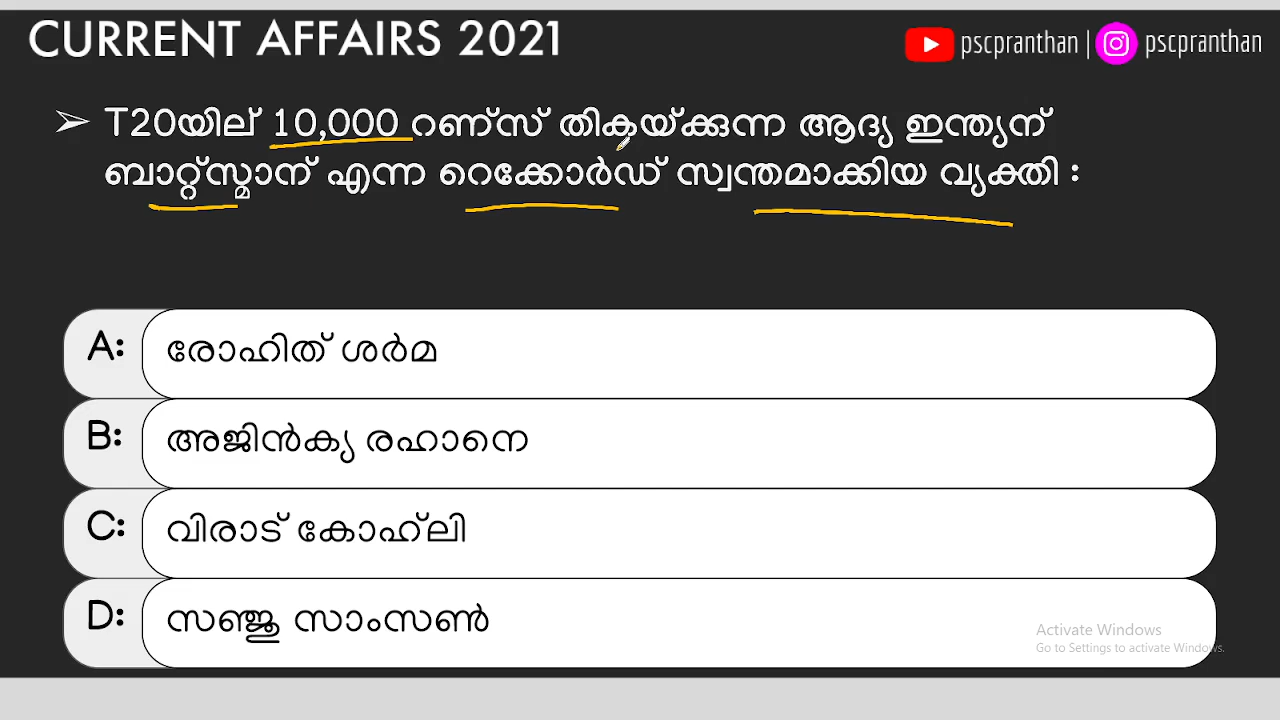 CURRENT AFFAIRS 2021
pscpranthan | pscpranthan
➢ T20യില് 10,000 റണ്സ് തികയ്ക്കുന്ന ആദ്യ ഇന്ത്യന്
ബാറ്റ്സ്മാന് എന്ന റെക്കോർഡ് സ്വന്തമാക്കിയ വ്യക്തി :
A: രോഹിത് ശർമ
B: അജിൻക്യ രഹാനെ
C: വിരാട് കോഹ്‌ലി
D: സഞ്ജു സാംസൺ
Activate Windows
Go to Settings to activate Windows.